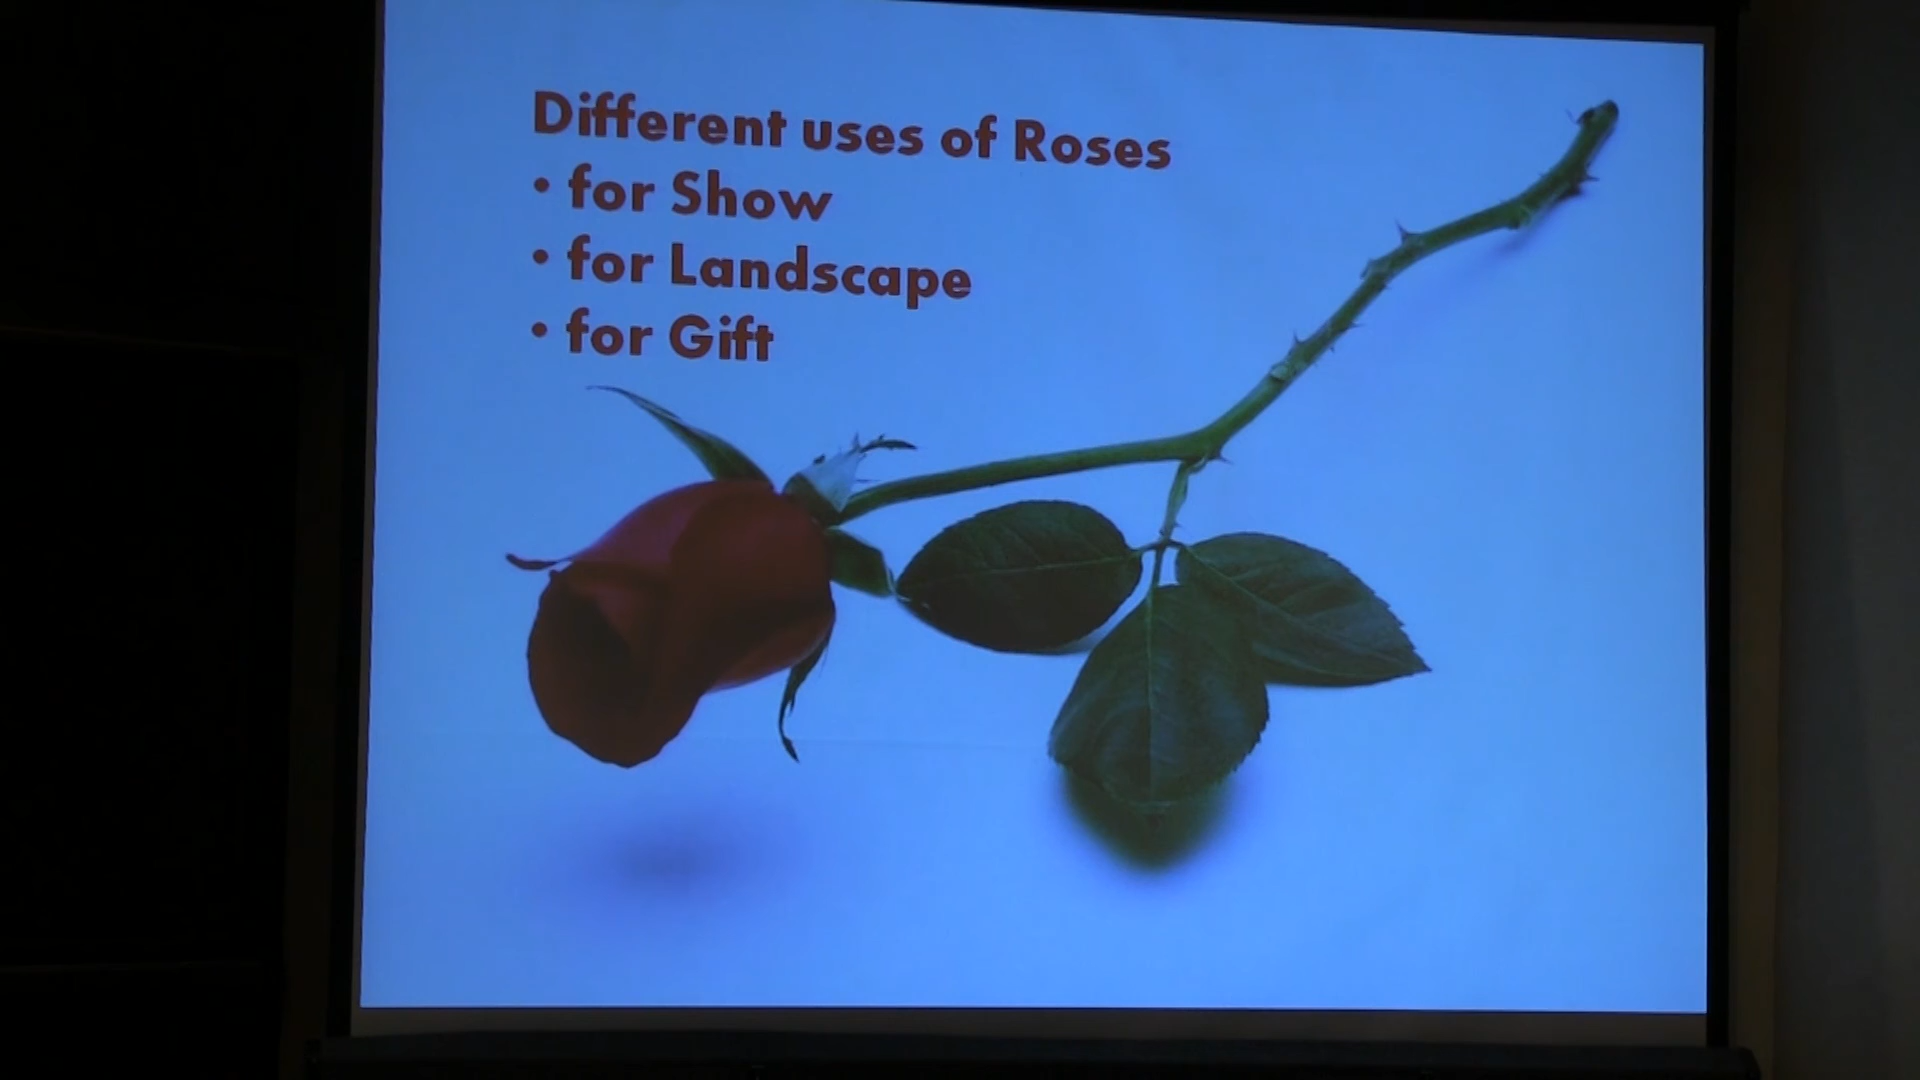 Different uses of Roses
• for Show
• for Landscape
• for Gift